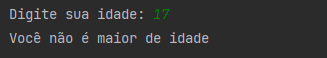 Digite sua idade: 17
Você não é maior de idade